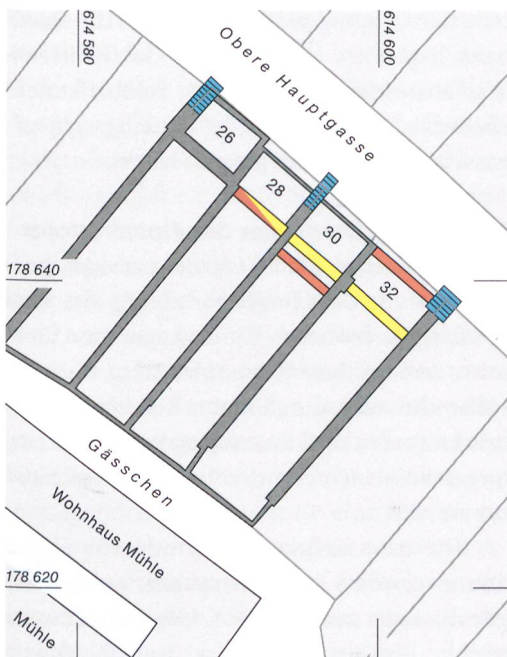 614 580
614 600
Obere Hauptgasse
26
28
30
32
178 640
Gässchen
Wohnhaus Mühle
178 620
Mühle